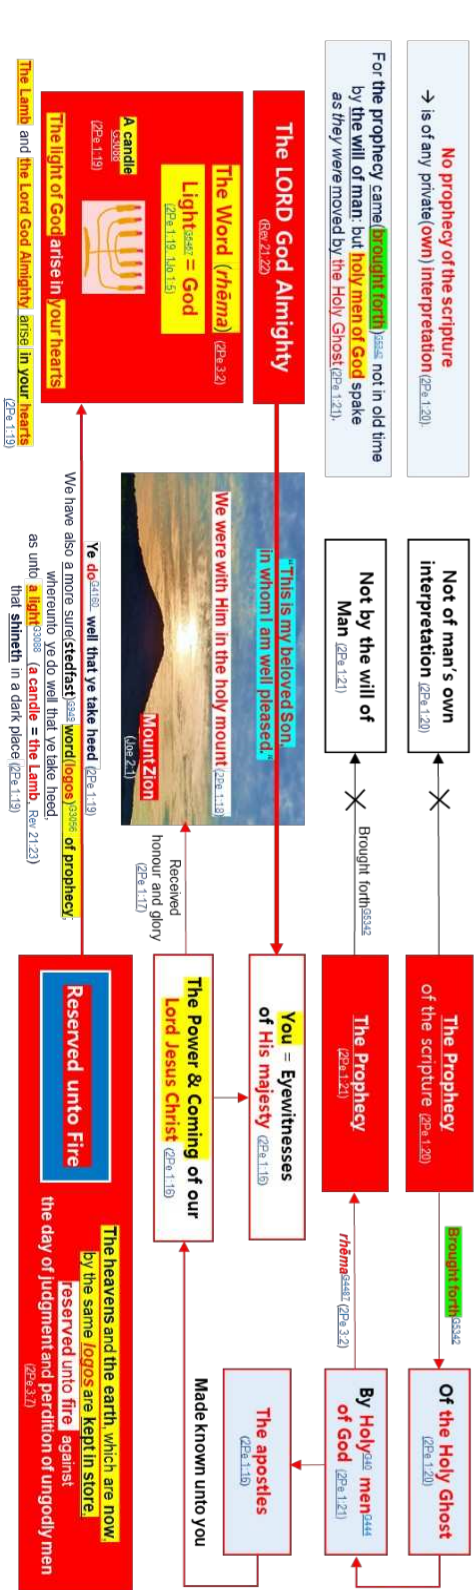 No prophecy of the scripture
→ is of any private(own) interpretation (2Pe 1:20).
Not of man's own
interpretation (2Pe 1:20)
The Prophecy
of the scripture (2Pe 1:20)
Brought forthG5342
Of the Holy Ghost
(2Pe 1:20)
For the prophecy came(brought forth)G5342 not in old time
by the will of man: but holy men of God spake
as they were moved by the Holy Ghost(2Pe 1:21).
Not by the will of
Man (2Pe 1:21)
Brought forthG5342
The Prophecy
(2Pe 1:21)
rhēmaG4487 (2Pe 3:2)
By HolyG40 menG444
of God (2Pe 1:21)
The LORD God Almighty
(Rev 21:22)
"This is my beloved Son,
in whom I am well pleased."
We were with Him in the holy mount (2Pe 1:18)
Mount Zion
(Joe 2:1)
You = Eyewitnesses
of His majesty (2Pe 1:16)
The apostles
(2Pe 1:16)
The Word (rhēma) (2Pe 3:2)
LightG5457 = God
(2Pe 1:19, 1Jo 1:5)
A candle
G3088
(2Pe 1:19)
The light of God arise in your hearts
Received
honour and glory
(2Pe 1:17)
The Power & Coming of our
Lord Jesus Christ (2Pe 1:16)
Made known unto you
The Lamb and the Lord God Almighty arise in your hearts
(2Pe 1:19)
Ye doG4160 well that ye take heed (2Pe 1:19)
We have also a more sure(stedfast)G949 word(logos)G3056 of prophecy;
whereunto ye do well that ye take heed,
as unto a lightG3088 (a candle = the Lamb, Rev 21:23)
that shineth in a dark place (2Pe 1:19)
Reserved unto Fire
The heavens and the earth, which are now,
by the same logos are kept in store,
reserved unto fire against
the day of judgment and perdition of ungodly men
(2Pe 3:7)